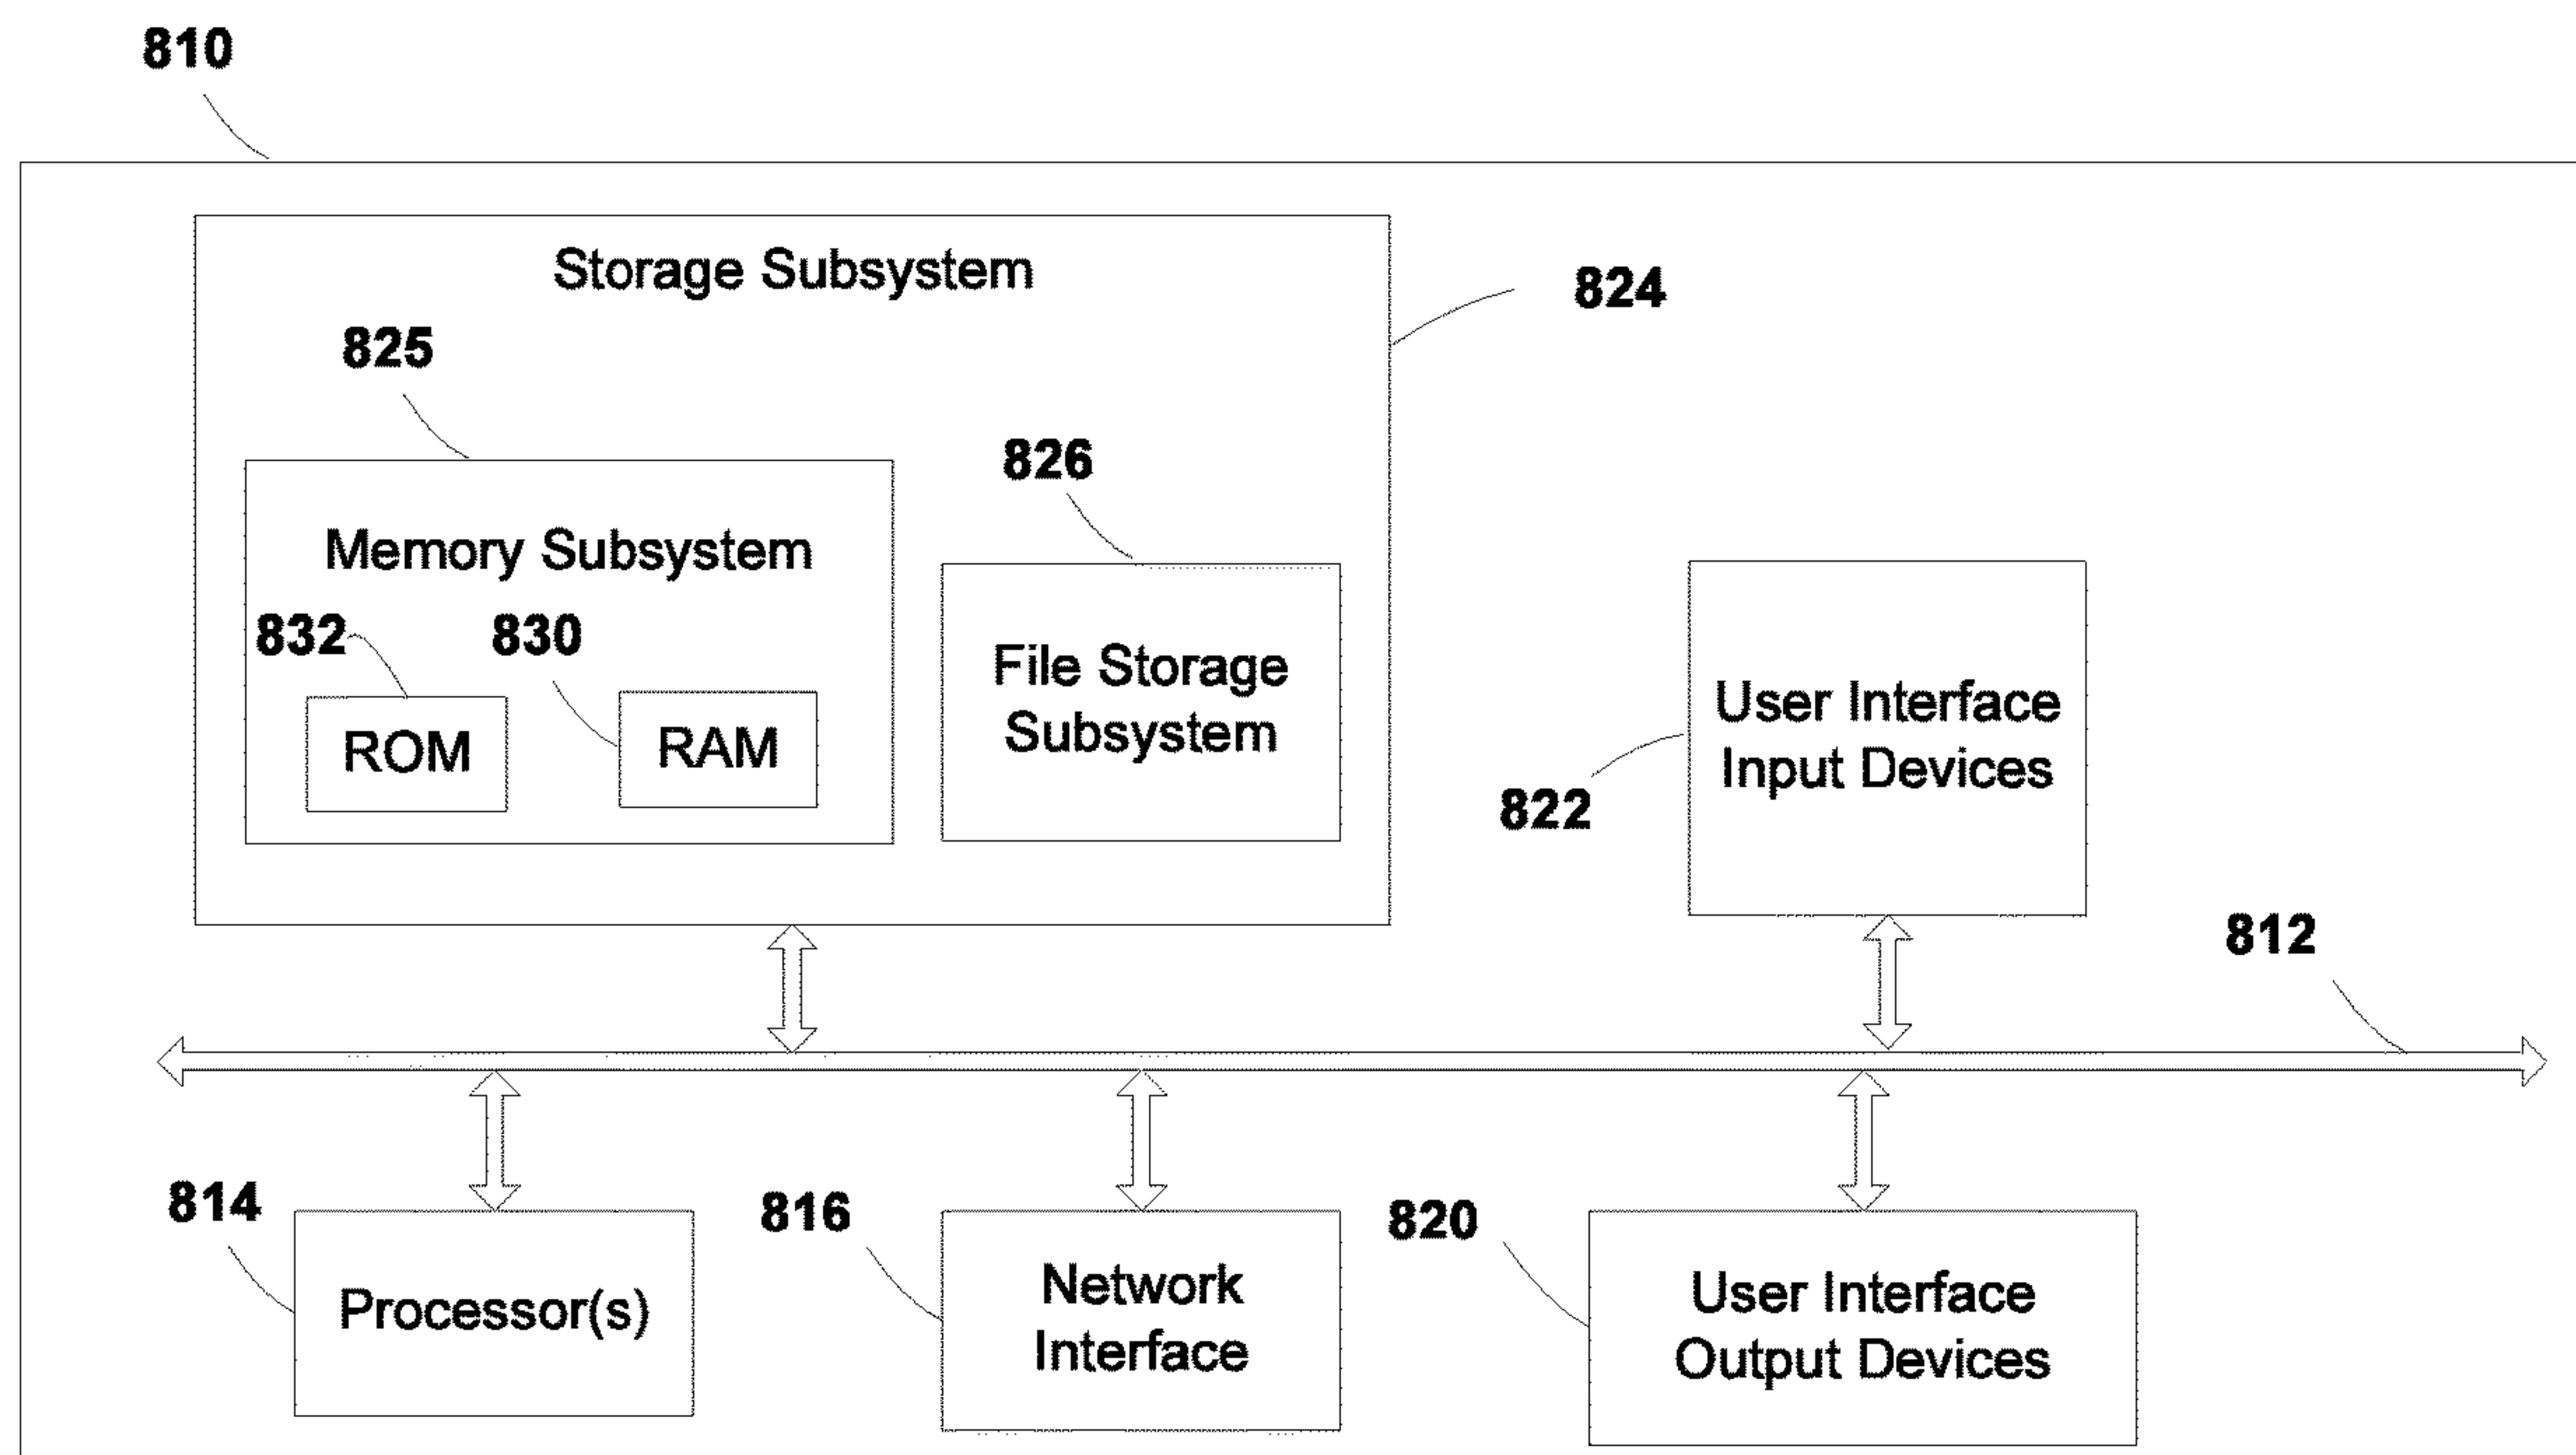 810
Storage Subsystem
824
825
826
Memory Subsystem
832
830
File Storage
Subsystem
ROM
RAM
User Interface
Input Devices
822
812
814
816
820
Processor(s)
Network
Interface
User Interface
Output Devices